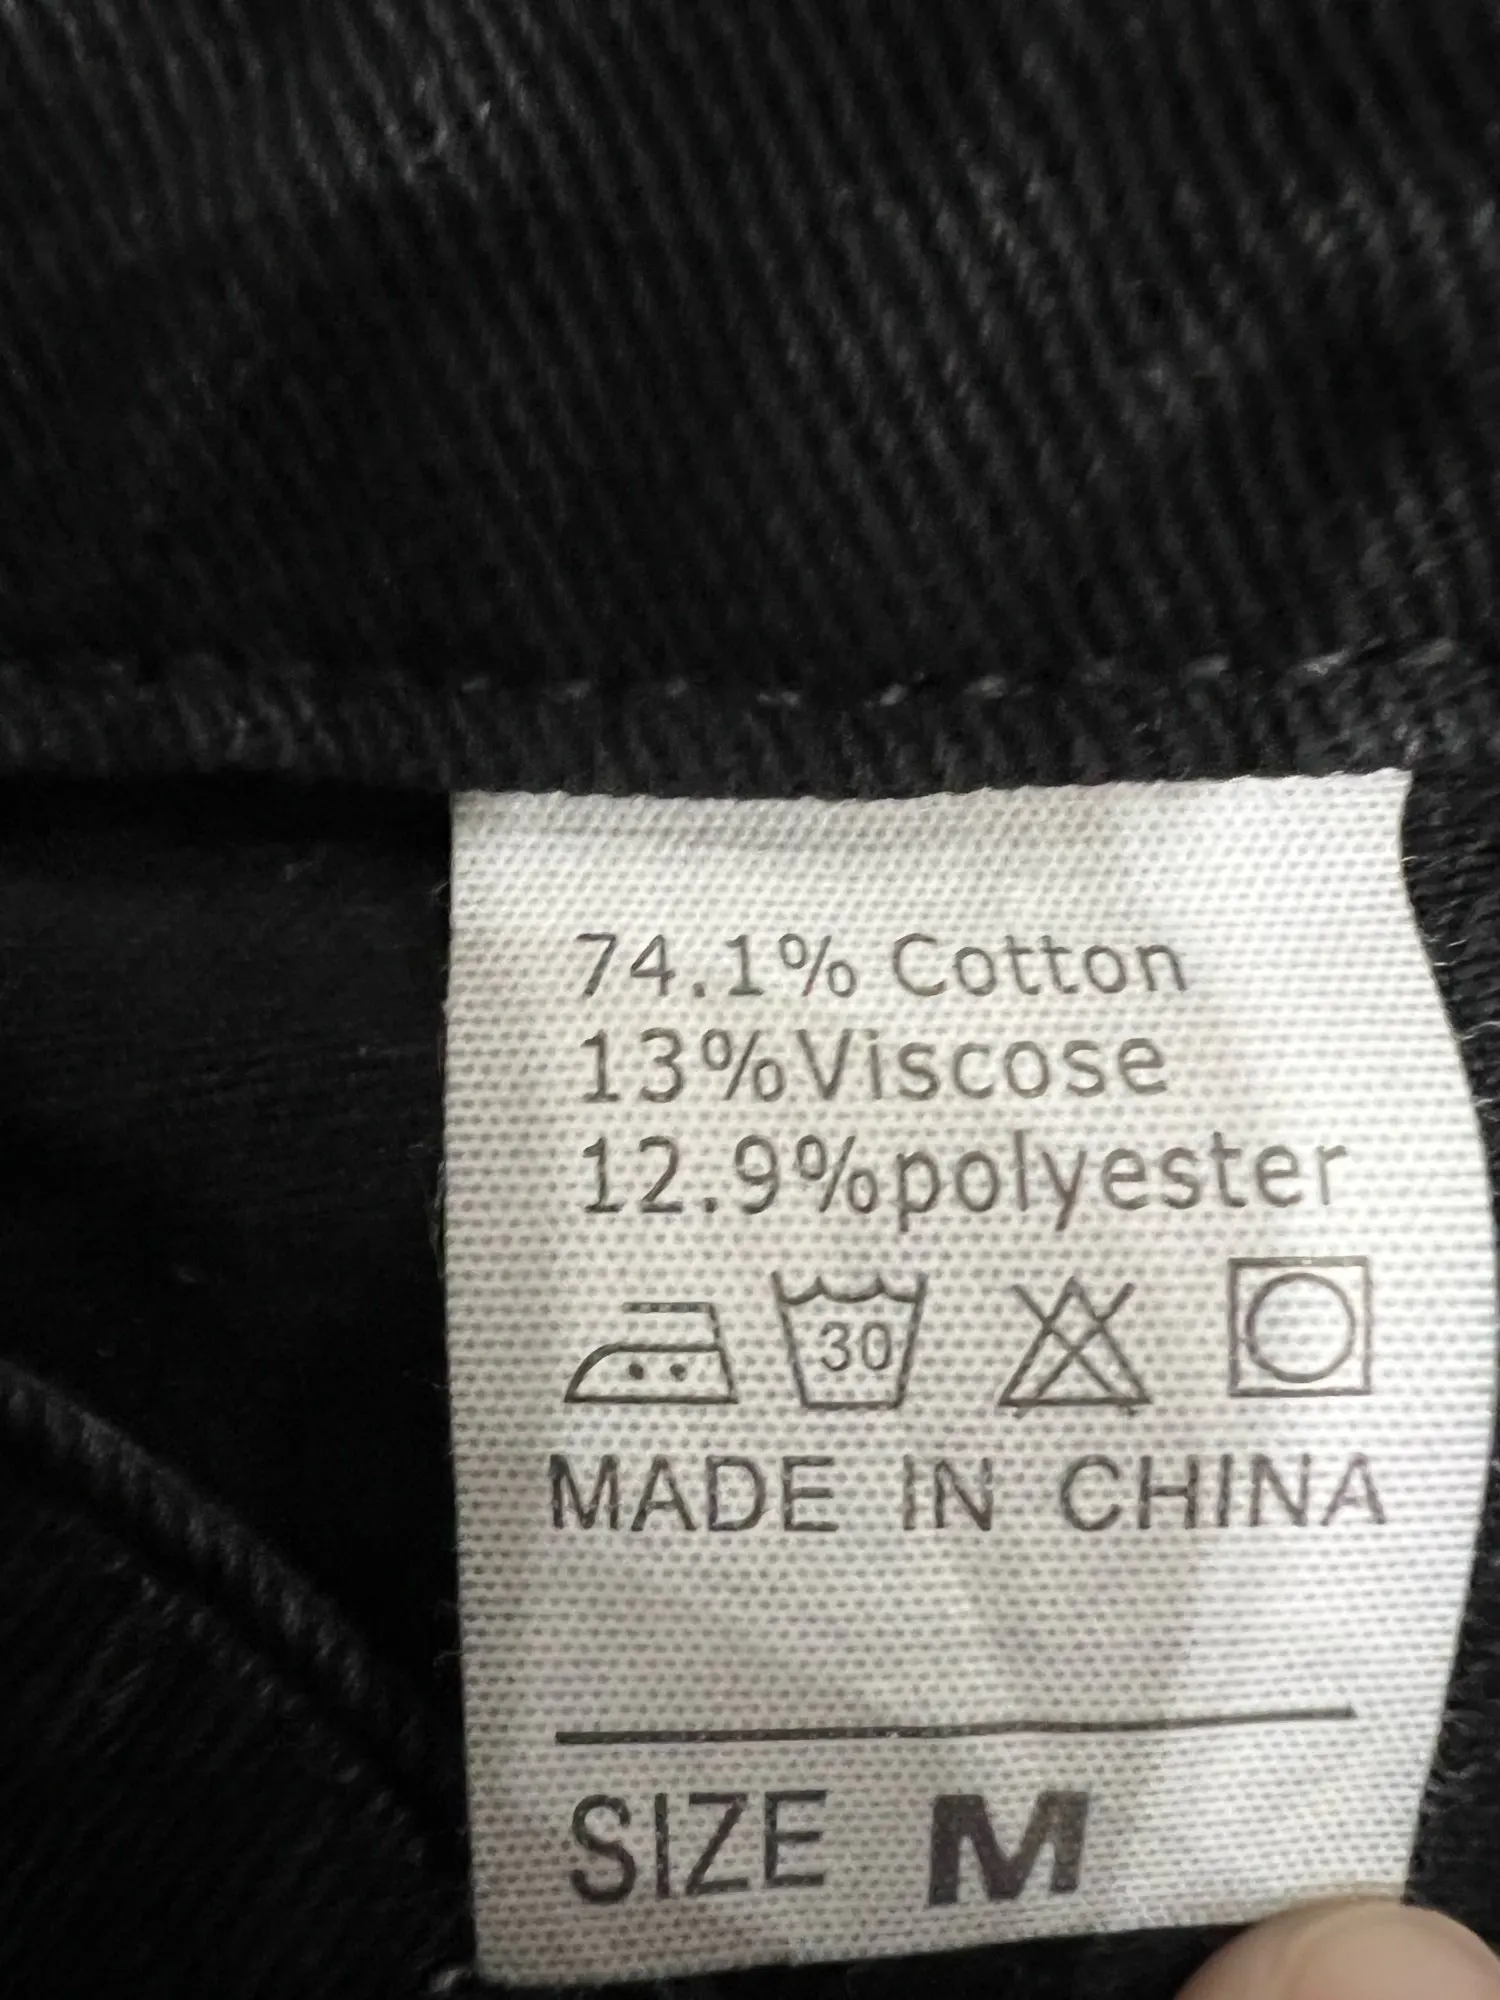 74.1% Cotton
13%Viscose
12.9%polyester
30
MADE IN CHINA
SIZE M